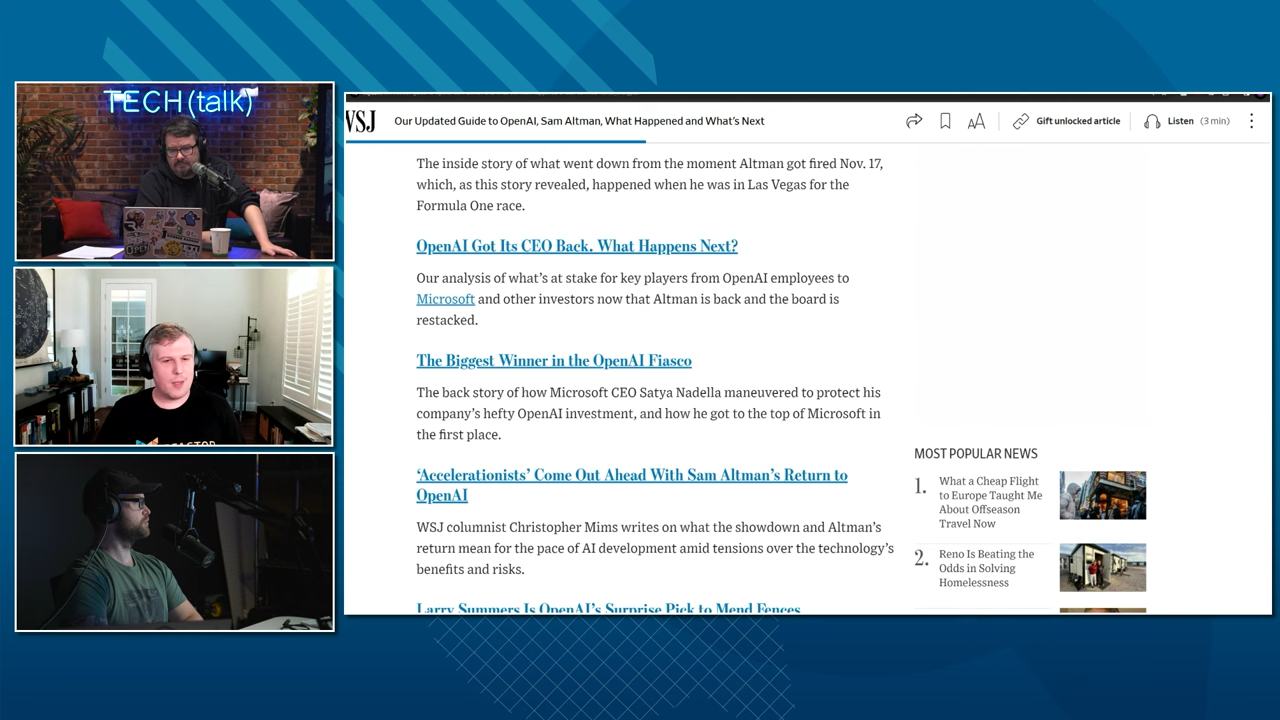 TECH (talk)
WSJ
Our Updated Guide to OpenAI, Sam Altman, What Happened and What's Next
Gift unlocked article
Listen (3 min)
The inside story of what went down from the moment Altman got fired Nov. 17,
which, as this story revealed, happened when he was in Las Vegas for the
Formula One race.
OpenAI Got Its CEO Back. What Happens Next?
Our analysis of what's at stake for key players from OpenAI employees to
Microsoft and other investors now that Altman is back and the board is
restacked.
The Biggest Winner in the OpenAI Fiasco
The back story of how Microsoft CEO Satya Nadella maneuvered to protect his
company's hefty OpenAI investment, and how he got to the top of Microsoft in
the first place.
‘Accelerationists’ Come Out Ahead With Sam Altman's Return to
OpenAI
WSJ columnist Christopher Mims writes on what the showdown and Altman's
return mean for the pace of AI development amid tensions over the technology's
benefits and risks.
Larry Summers Is OpenAI's Surprise Pick to Mend Fences
MOST POPULAR NEWS
1.
What a Cheap Flight
to Europe Taught Me
About Offseason
Travel Now
2.
Reno Is Beating the
Odds in Solving
Homelessness